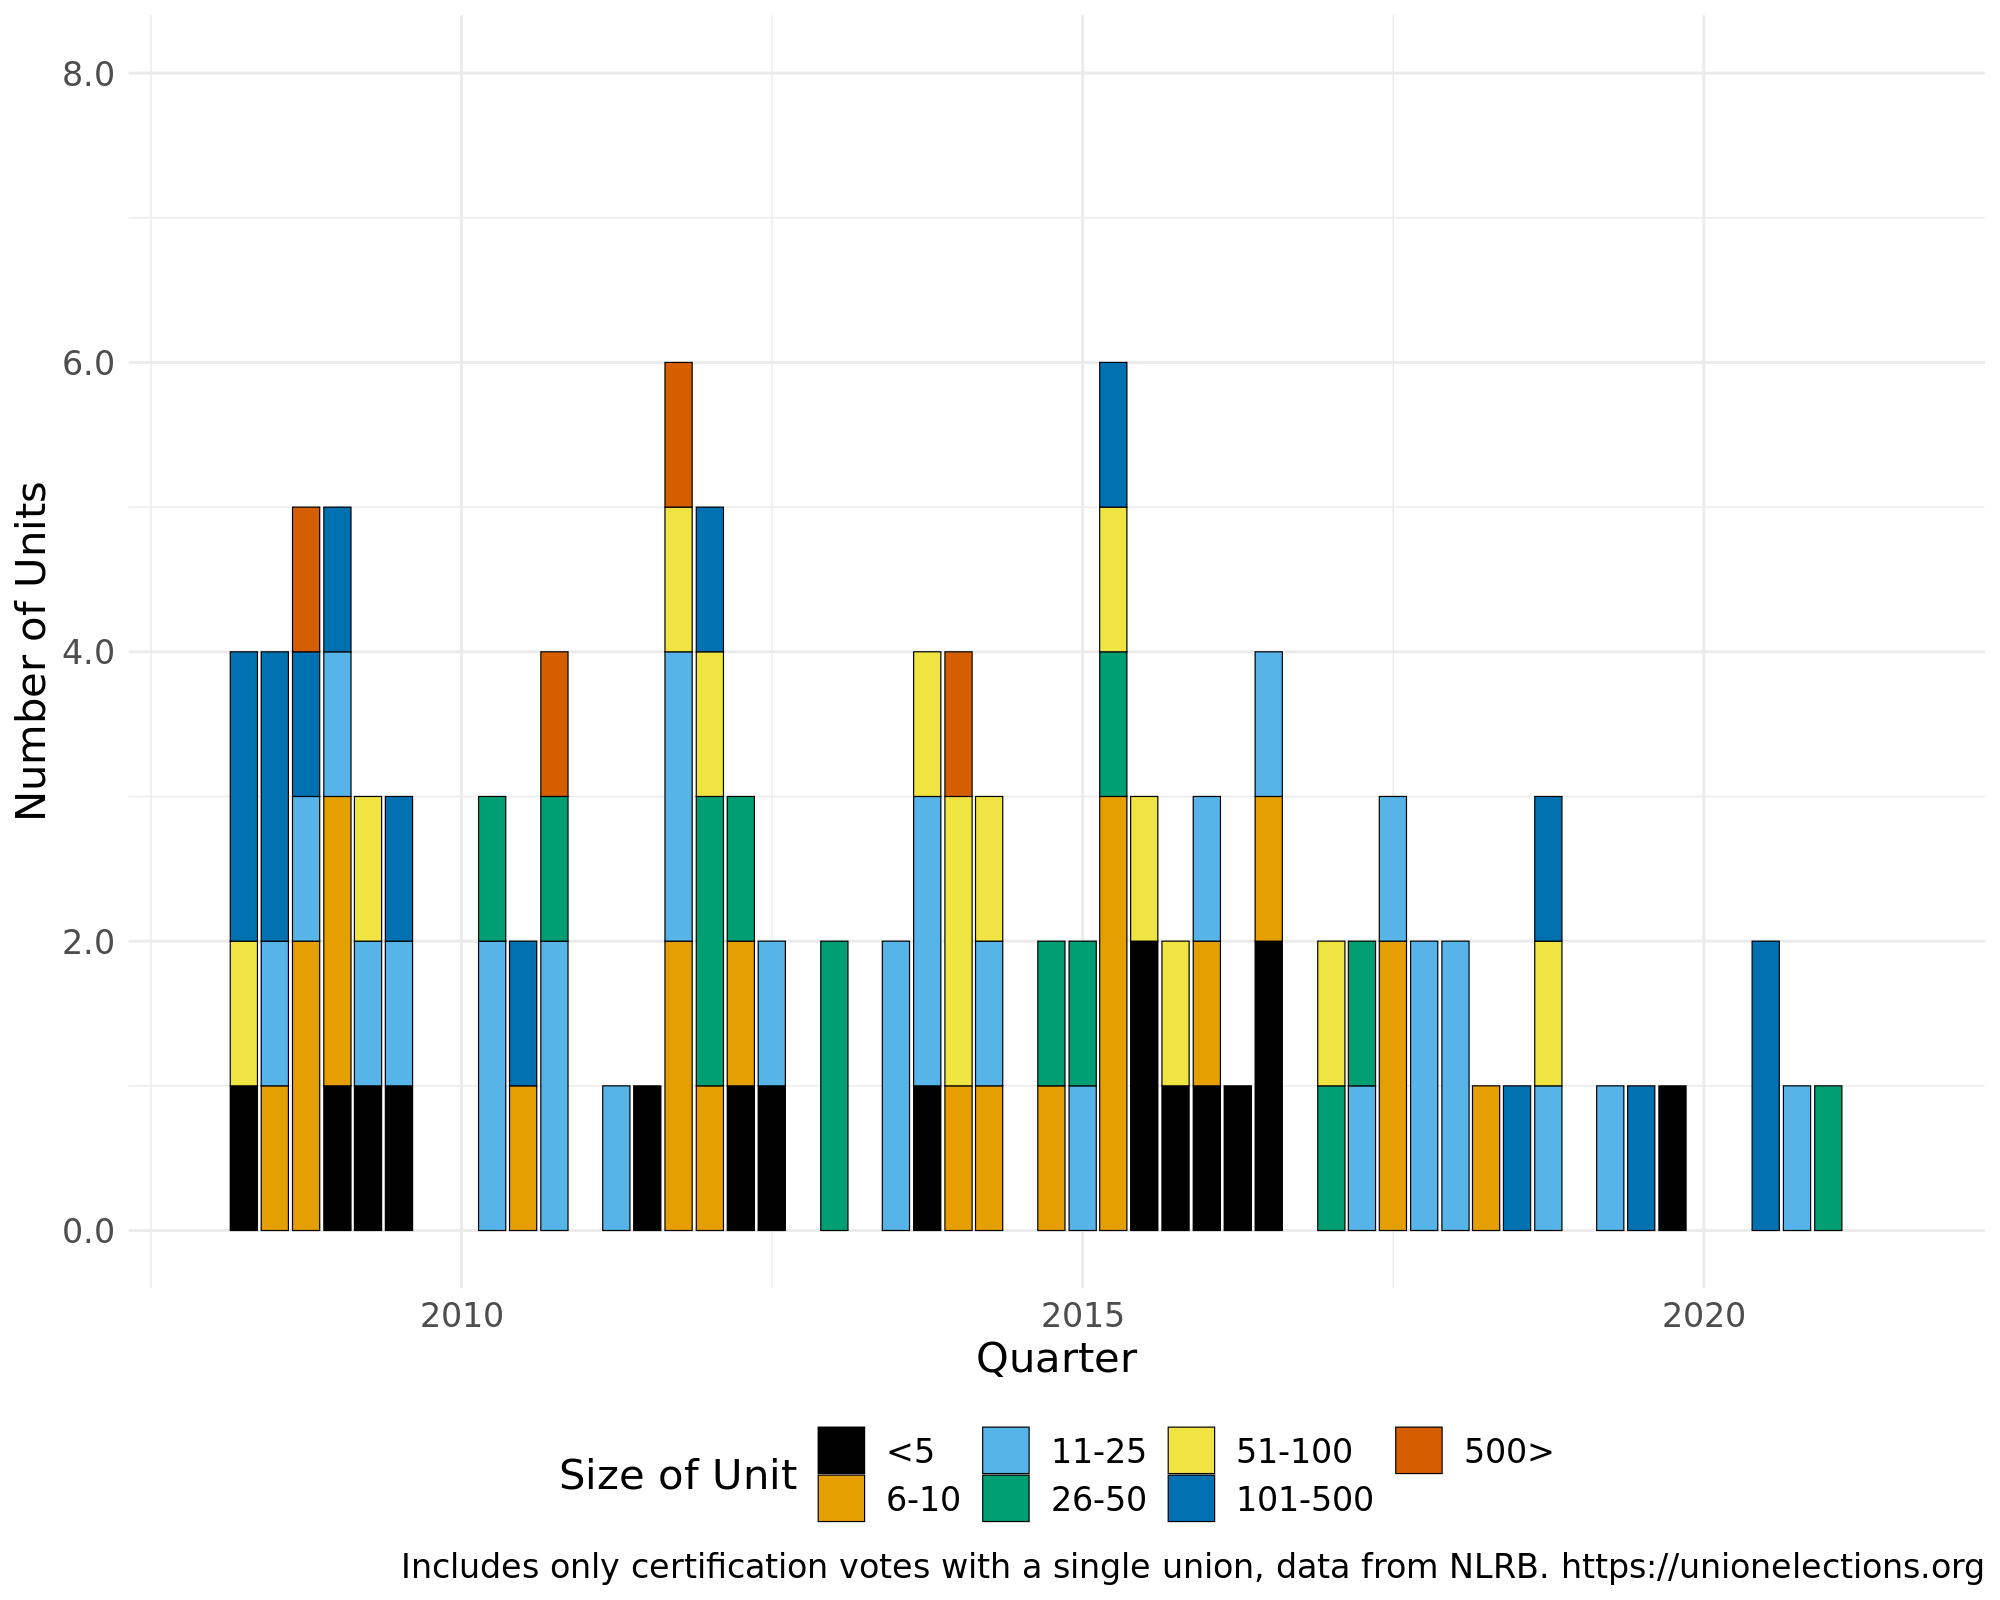 8.0
6.0
4.0
2.0
0.0
Number of Units
2010 2015 2020
Quarter
Size of Unit
<5 11-25 51-100 500>
6-10 26-50 101-500
Includes only certification votes with a single union, data from NLRB. https://unionelections.org